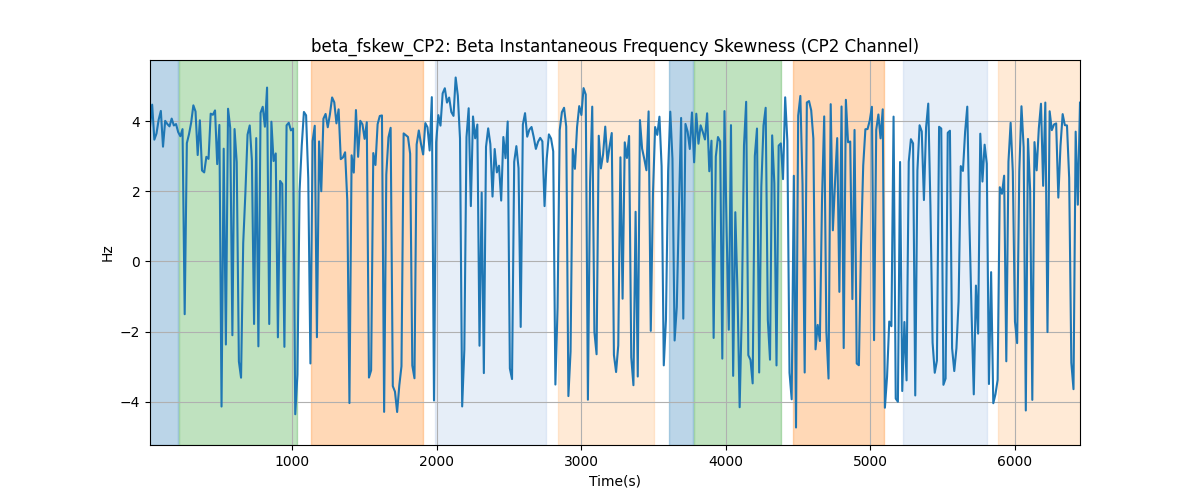 beta_fskew_CP2: Beta Instantaneous Frequency Skewness (CP2 Channel)
Hz
4
2
0
−2
−4
1000 2000 3000 4000 5000 6000
Time(s)